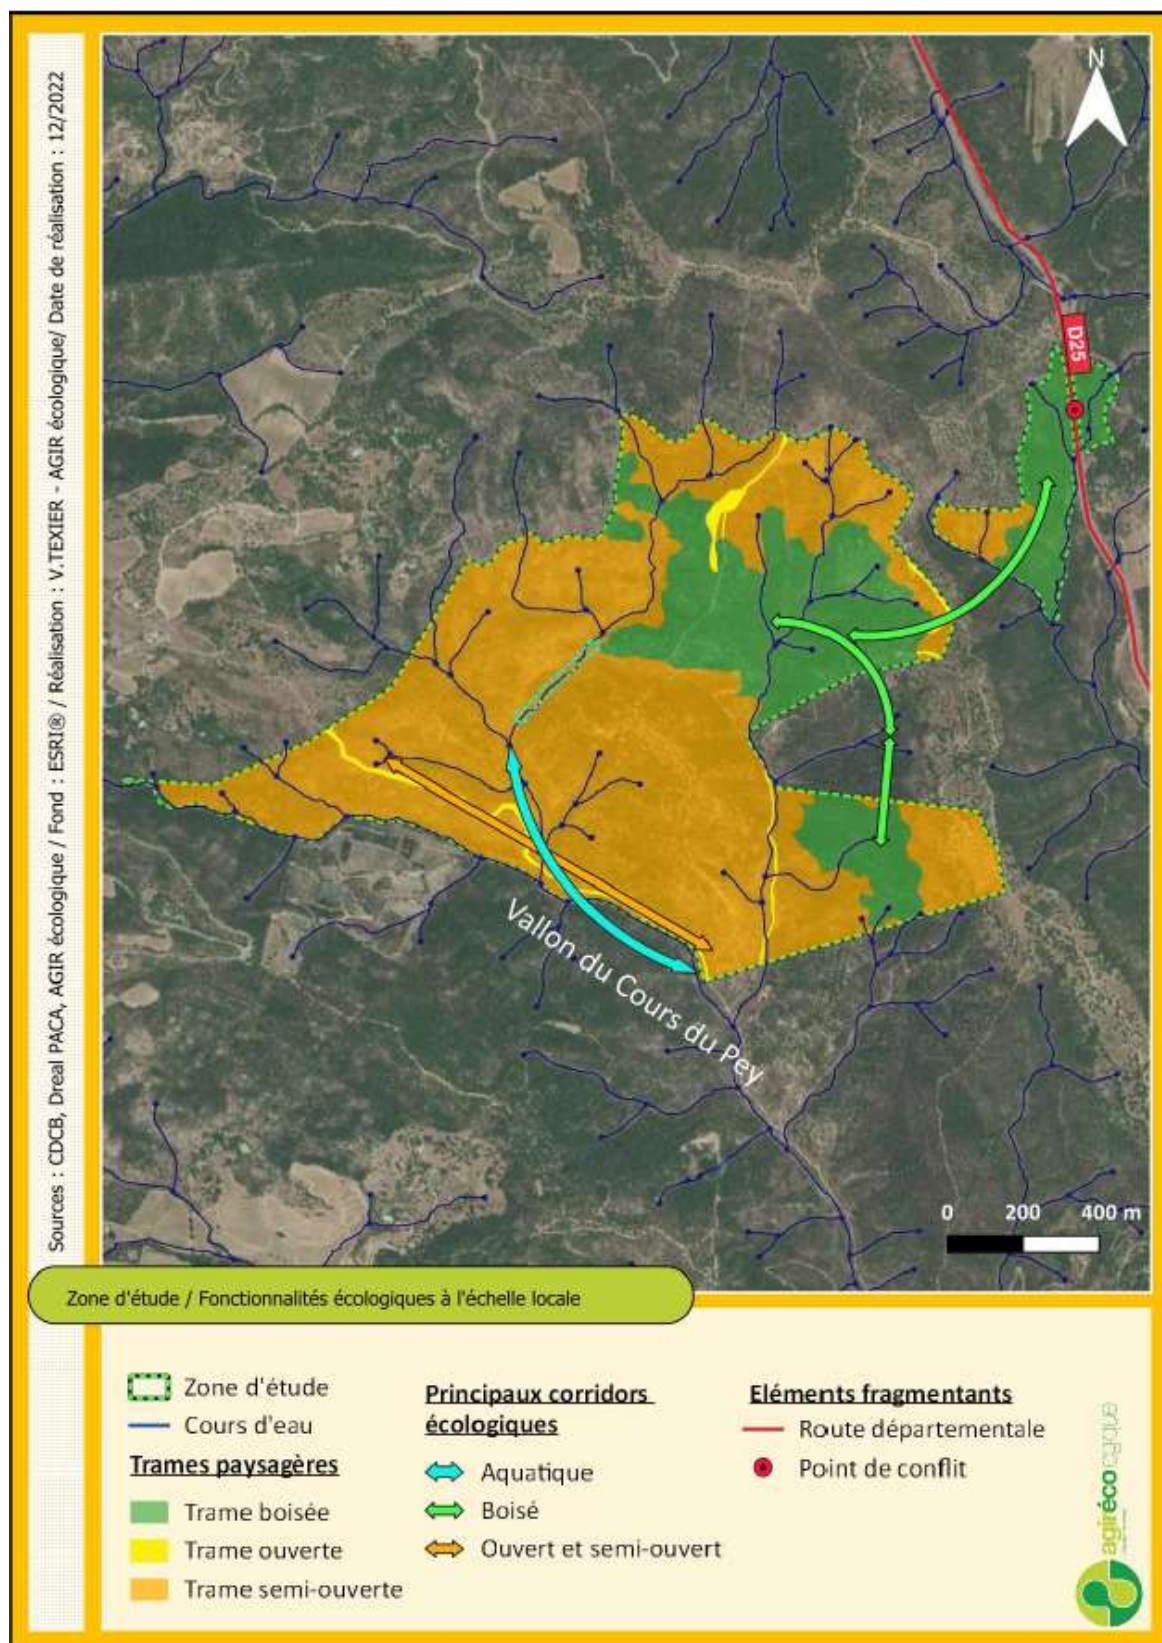 Sources : CDCB, Dreal PACA, AGIR écologique / Fond : ESRI® / Réalisation : V.TEXIER - AGIR écologique/ Date de réalisation : 12/2022
N
D25
Vallon du Cours du Pey
0 200 400 m
Zone d'étude / Fonctionnalités écologiques à l'échelle locale
Zone d'étude
Cours d'eau
Trames paysagères
Trame boisée
Trame ouverte
Trame semi-ouverte
Principaux corridors
écologiques
Aquatique
Boisé
Ouvert et semi-ouvert
Eléments fragmentants
Route départementale
Point de conflit